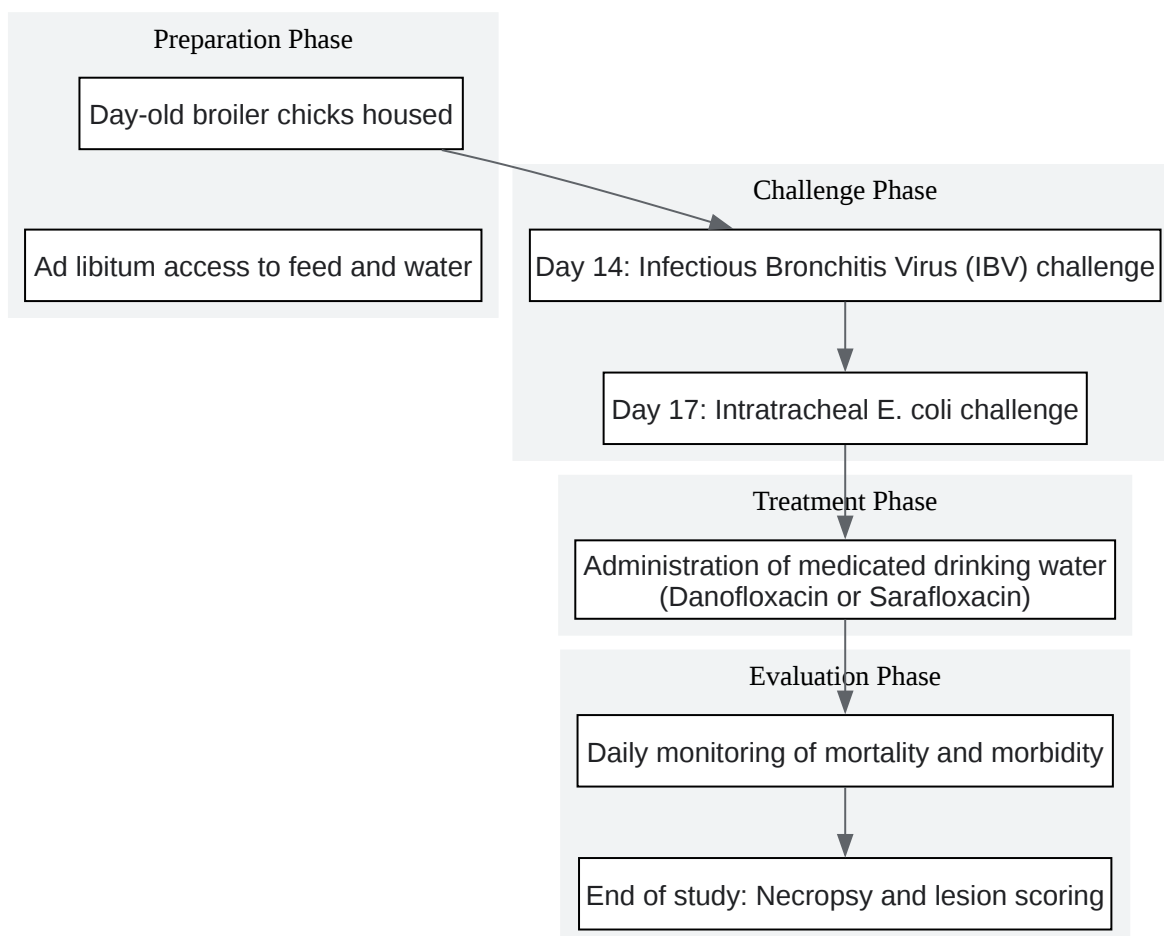 Preparation Phase
Day-old broiler chicks housed
Ad libitum access to feed and water
Challenge Phase
Day 14: Infectious Bronchitis Virus (IBV) challenge
Day 17: Intratracheal E. coli challenge
Treatment Phase
Administration of medicated drinking water
(Danofloxacin or Sarafloxacin)
Evaluation Phase
Daily monitoring of mortality and morbidity
End of study: Necropsy and lesion scoring